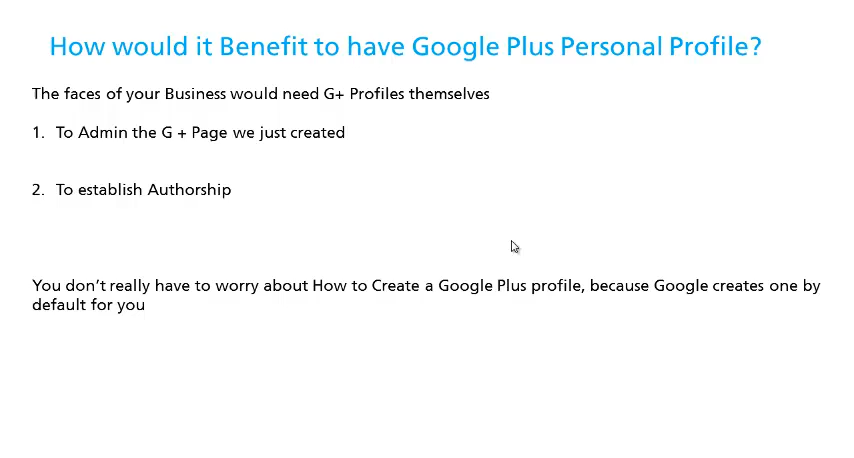 How would it Benefit to have Google Plus Personal Profile?
The faces of your Business would need G+ Profiles themselves
1. To Admin the G + Page we just created
2. To establish Authorship
You don’t really have to worry about How to Create a Google Plus profile, because Google creates one by
default for you